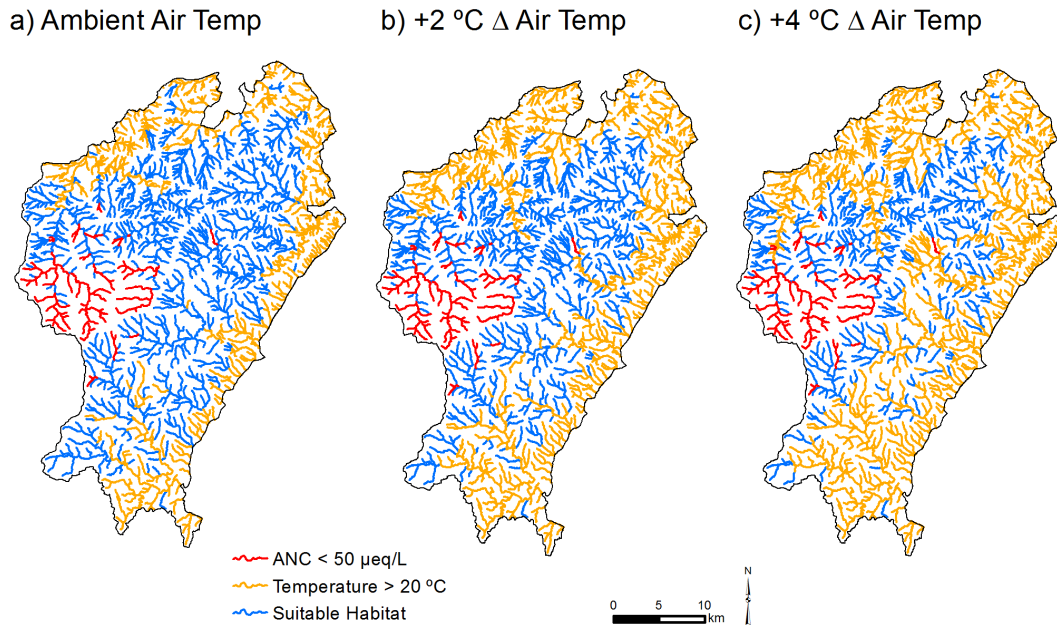 a) Ambient Air Temp
b) +2 ºC Δ Air Temp
c) +4 ºC Δ Air Temp
ANC < 50 µeq/L
Temperature > 20 ºC
Suitable Habitat
0 5 10
km
N